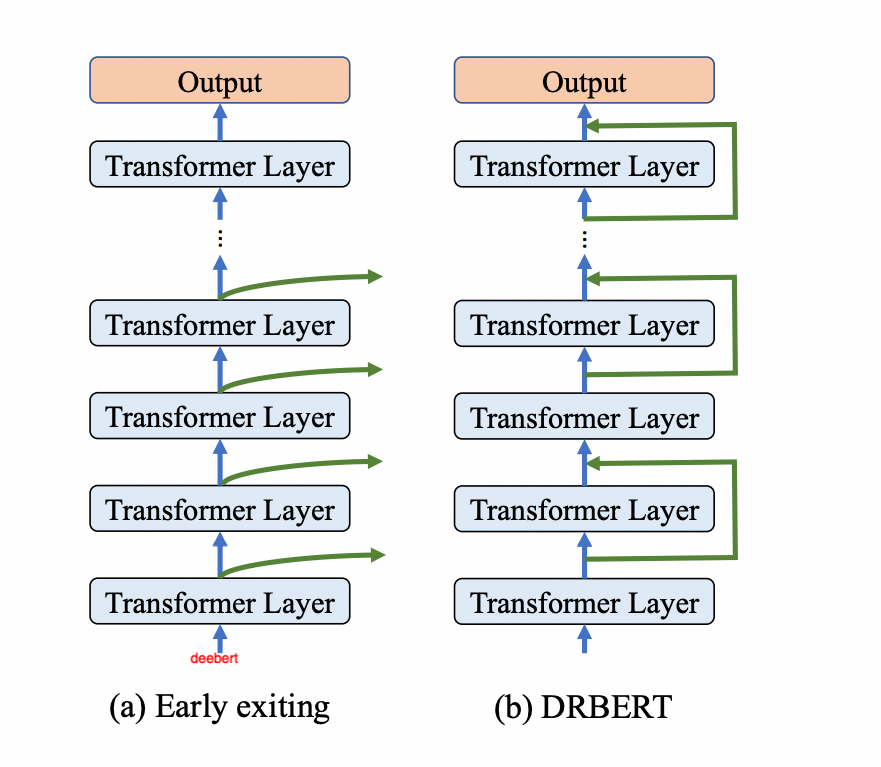 Output
Transformer Layer
...
Transformer Layer
Transformer Layer
Transformer Layer
Transformer Layer
deebert
(a) Early exiting
Output
Transformer Layer
...
Transformer Layer
Transformer Layer
Transformer Layer
Transformer Layer
(b) DRBERT